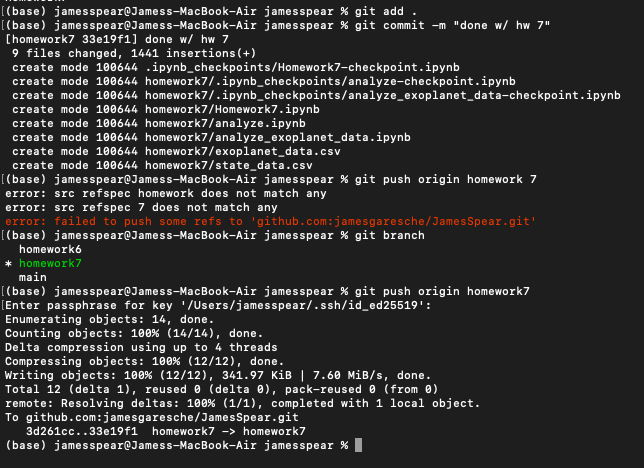 [(base) jamesspear@Jamess-MacBook-Air jamesspear % git add .
[(base) jamesspear@Jamess-MacBook-Air jamesspear % git commit -m "done w/ hw 7"
[homework7 33e19f1] done w/ hw 7
 9 files changed, 1441 insertions(+)
 create mode 100644 .ipynb_checkpoints/Homework7-checkpoint.ipynb
 create mode 100644 homework7/.ipynb_checkpoints/analyze-checkpoint.ipynb
 create mode 100644 homework7/.ipynb_checkpoints/analyze_exoplanet_data-checkpoint.ipynb
 create mode 100644 homework7/Homework7.ipynb
 create mode 100644 homework7/analyze.ipynb
 create mode 100644 homework7/analyze_exoplanet_data.ipynb
 create mode 100644 homework7/exoplanet_data.csv
 create mode 100644 homework7/state_data.csv
[(base) jamesspear@Jamess-MacBook-Air jamesspear % git push origin homework 7
error: src refspec homework does not match any
error: src refspec 7 does not match any
error: failed to push some refs to 'github.com:jamesgaresche/JamesSpear.git'
[(base) jamesspear@Jamess-MacBook-Air jamesspear % git branch
  homework6
* homework7
  main
[(base) jamesspear@Jamess-MacBook-Air jamesspear % git push origin homework7
[Enter passphrase for key '/Users/jamesspear/.ssh/id_ed25519':
Enumerating objects: 14, done.
Counting objects: 100% (14/14), done.
Delta compression using up to 4 threads
Compressing objects: 100% (12/12), done.
Writing objects: 100% (12/12), 341.97 KiB | 7.60 MiB/s, done.
Total 12 (delta 1), reused 0 (delta 0), pack-reused 0 (from 0)
remote: Resolving deltas: 100% (1/1), completed with 1 local object.
To github.com:jamesgaresche/JamesSpear.git
   3d261cc..33e19f1  homework7 -> homework7
(base) jamesspear@Jamess-MacBook-Air jamesspear %